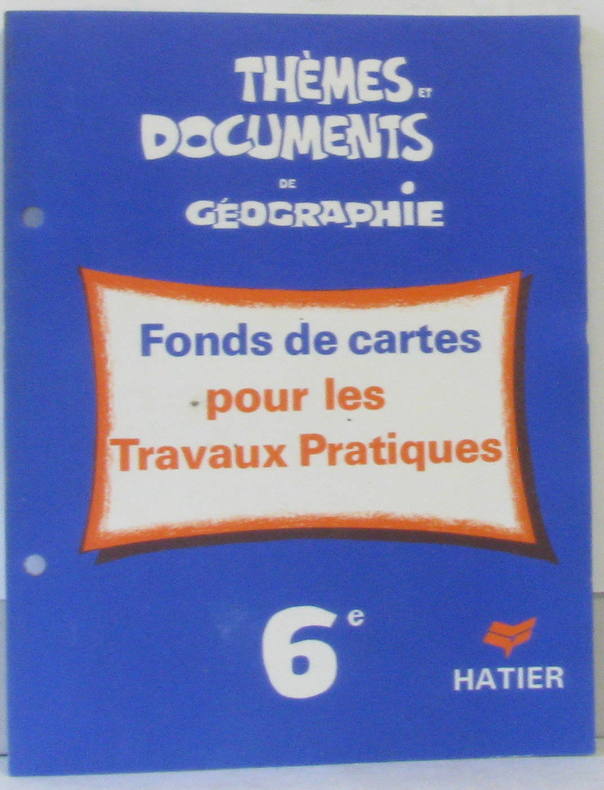 THÈMES ET
DOCUMENTS
DE
GÉOGRAPHIE
Fonds de cartes
pour les
Travaux Pratiques
6e
HATIER